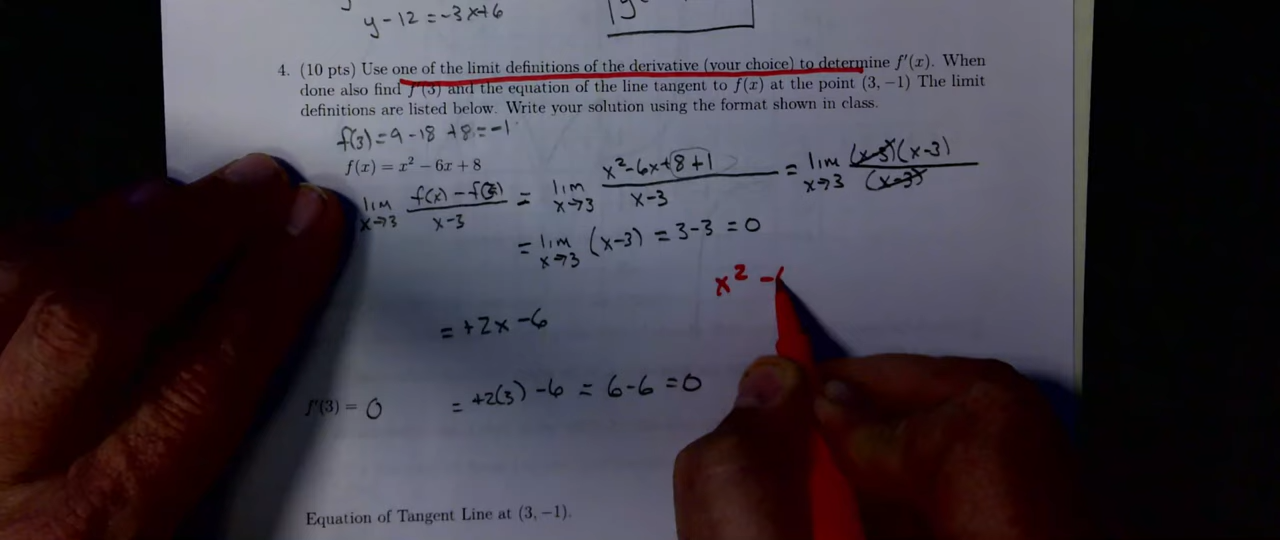 y - 12 = -3x+6
y
4. (10 pts) Use one of the limit definitions of the derivative (your choice) to determine f'(x). When
done also find f'(3) and the equation of the line tangent to f(x) at the point (3, −1) The limit
definitions are listed below. Write your solution using the format shown in class.
f(3) = 9 - 18 + 8 = -1
f(x) = x² − 6x + 8
lim x→3 (f(x) - f(3))/(x-3) = lim x→3 (x²-6x+8+1)/(x-3) = lim x→3 (x-3)(x-3)/(x-3)
= lim x→3 (x-3) = 3-3 = 0
x² -6
= +2x - 6
f'(3) = 0 = +2(3) - 6 = 6-6 = 0
Equation of Tangent Line at (3, −1).